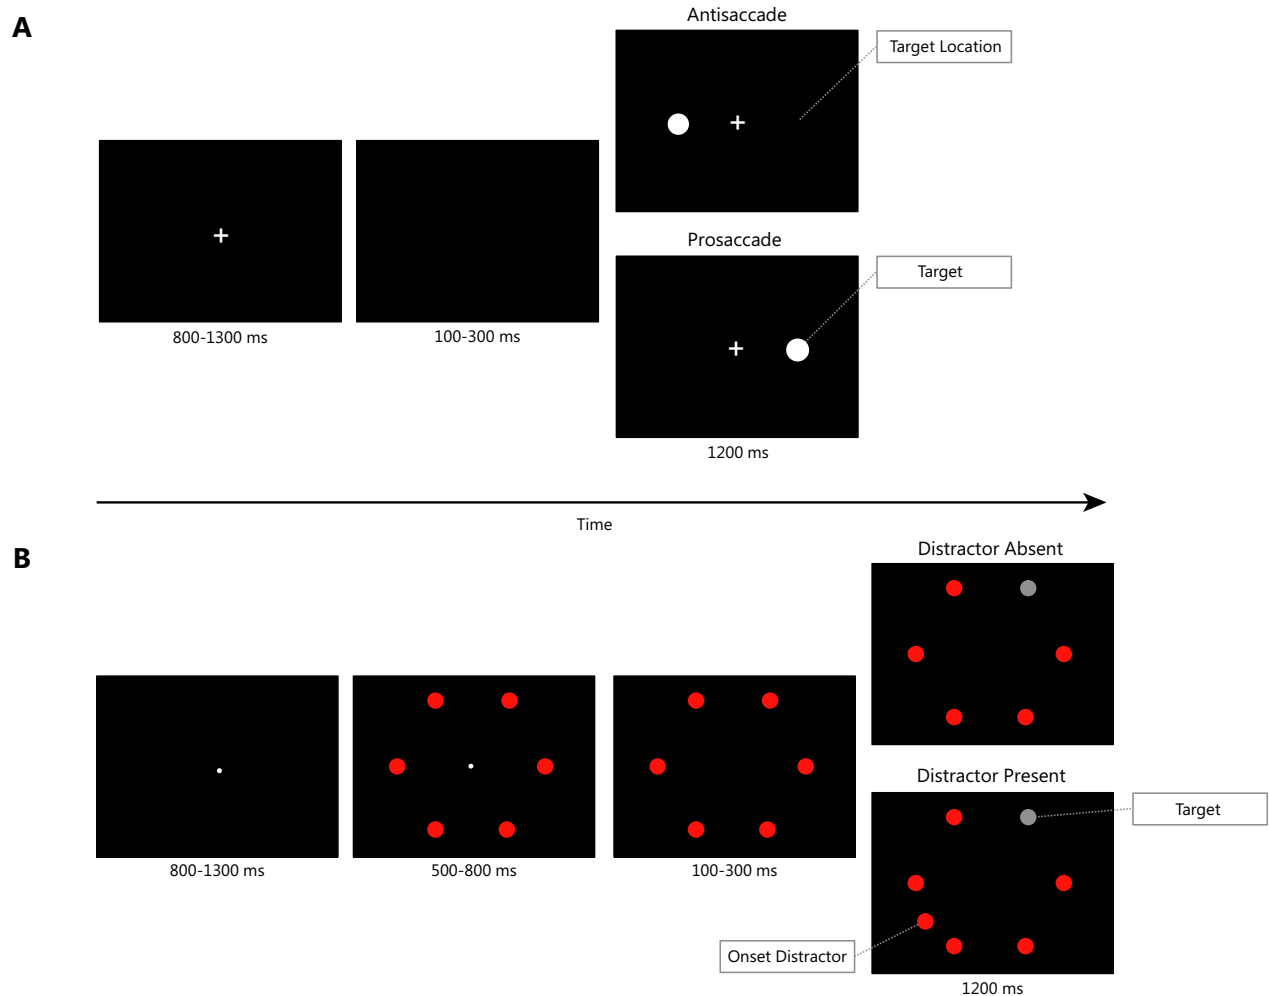 A
Antisaccade
Target Location
800-1300 ms
100-300 ms
Prosaccade
Target
1200 ms
Time
B
Distractor Absent
800-1300 ms
500-800 ms
100-300 ms
Distractor Present
Target
Onset Distractor
1200 ms